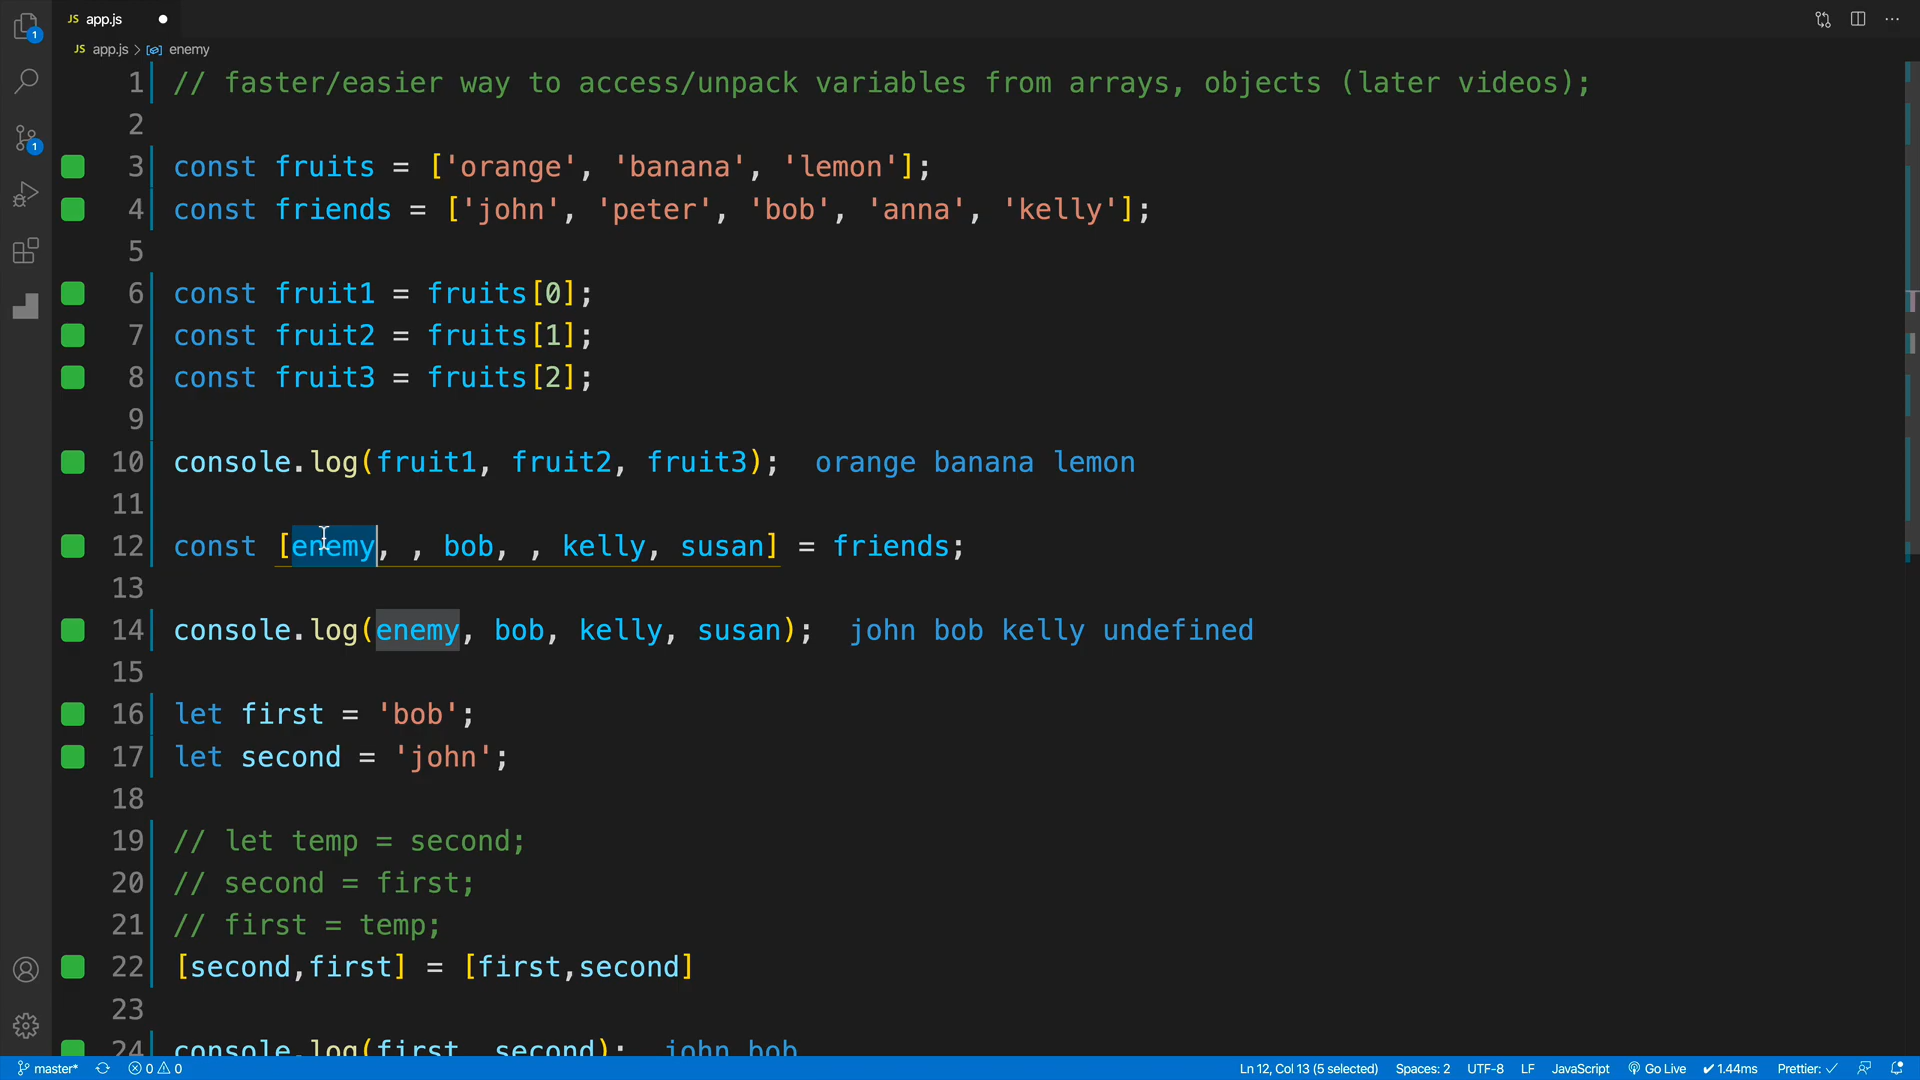 JS app.js
JS app.js > enemy
1
1
1 // faster/easier way to access/unpack variables from arrays, objects (later videos);
2
3 const fruits = ['orange', 'banana', 'lemon'];
4 const friends = ['john', 'peter', 'bob', 'anna', 'kelly'];
5
6 const fruit1 = fruits[0];
7 const fruit2 = fruits[1];
8 const fruit3 = fruits[2];
9
10 console.log(fruit1, fruit2, fruit3); orange banana lemon
11
12 const [enemy, , bob, , kelly, susan] = friends;
13
14 console.log(enemy, bob, kelly, susan); john bob kelly undefined
15
16 let first = 'bob';
17 let second = 'john';
18
19 // let temp = second;
20 // second = first;
21 // first = temp;
22 [second,first] = [first,second]
23
24 console.log(first, second); john bob
master* 0 0 Ln 12, Col 13 (5 selected) Spaces: 2 UTF-8 LF JavaScript Go Live ✓ 1.44ms Prettier: ✓